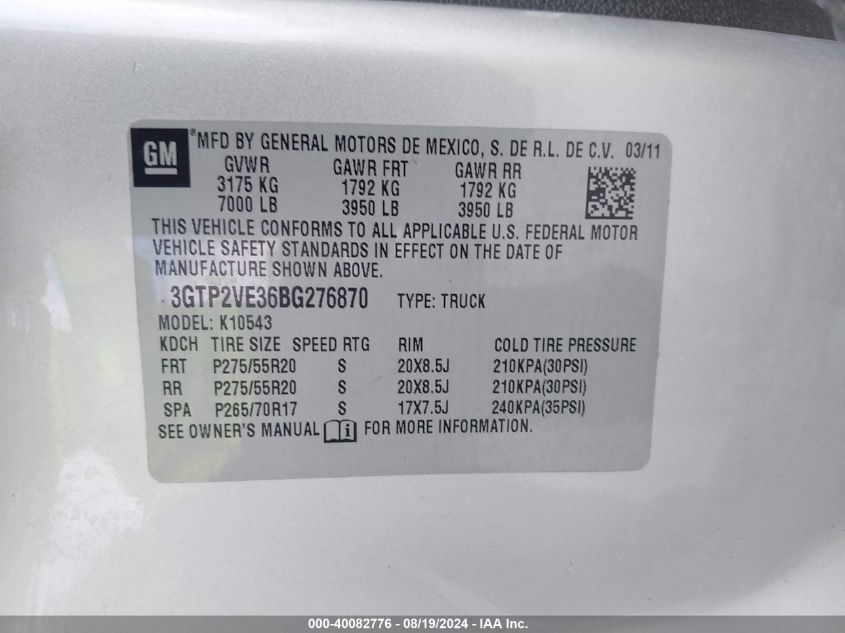 GM
®MFD BY GENERAL MOTORS DE MEXICO, S. DE R.L. DE C.V. 03/11
GVWR GAWR FRT GAWR RR
3175 KG 1792 KG 1792 KG
7000 LB 3950 LB 3950 LB
THIS VEHICLE CONFORMS TO ALL APPLICABLE U.S. FEDERAL MOTOR
VEHICLE SAFETY STANDARDS IN EFFECT ON THE DATE OF
MANUFACTURE SHOWN ABOVE.
3GTP2VE36BG276870 TYPE: TRUCK
MODEL: K10543
KDCH TIRE SIZE SPEED RTG RIM COLD TIRE PRESSURE
FRT P275/55R20 S 20X8.5J 210KPA(30PSI)
RR P275/55R20 S 20X8.5J 210KPA(30PSI)
SPA P265/70R17 S 17X7.5J 240KPA(35PSI)
SEE OWNER'S MANUAL i FOR MORE INFORMATION.
000-40082776 - 08/19/2024 - IAA Inc.